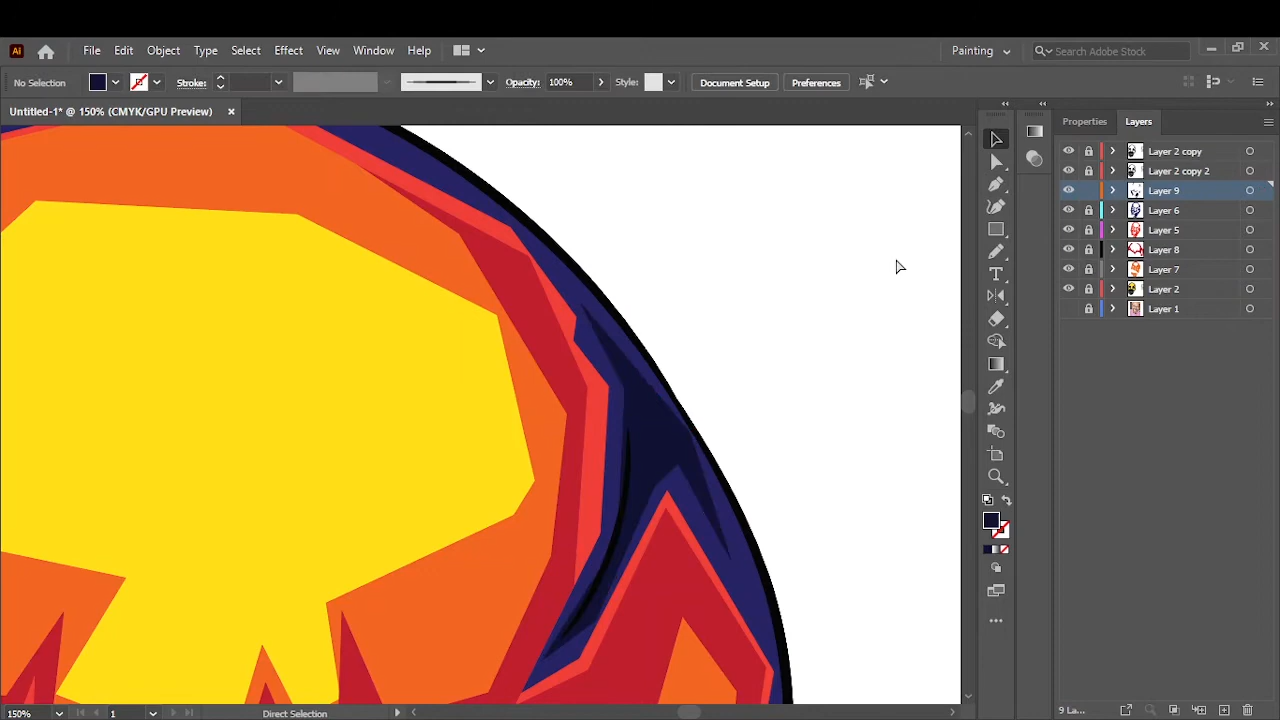 Ai File Edit Object Type Select Effect View Window Help Painting Search Adobe Stock
No Selection Stroke: Opacity: 100% Style: Document Setup Preferences
Untitled-1* @ 150% (CMYK/GPU Preview)
Properties Layers
Layer 2 copy
Layer 2 copy 2
Layer 9
Layer 6
Layer 5
Layer 8
Layer 7
Layer 2
Layer 1
150% 1 Direct Selection 9 La...